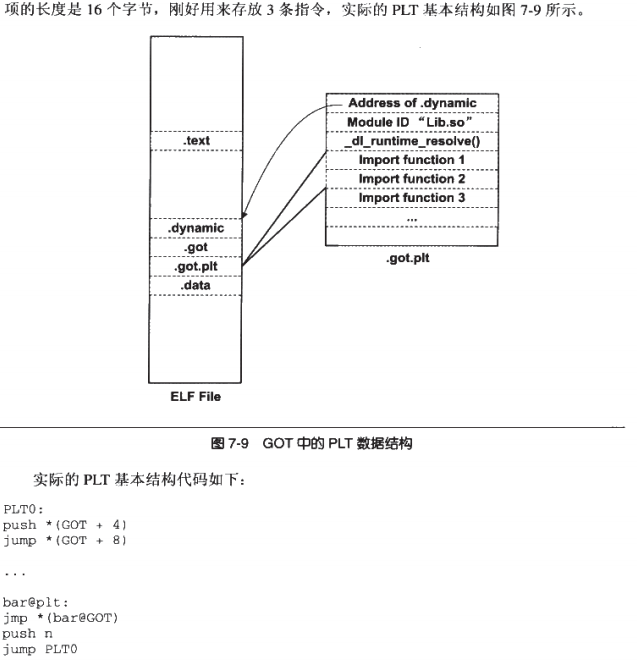 项的长度是 16 个字节，刚好用来存放 3 条指令，实际的 PLT 基本结构如图 7-9 所示。
.text
.dynamic
.got
.got.plt
.data
ELF File
Address of .dynamic
Module ID “Lib.so”
_dl_runtime_resolve()
Import function 1
Import function 2
Import function 3
...
.got.plt
图 7-9 GOT 中的 PLT 数据结构
实际的 PLT 基本结构代码如下：
PLT0:
push *(GOT + 4)
jump *(GOT + 8)
...
bar@plt:
jmp *(bar@GOT)
push n
jump PLT0